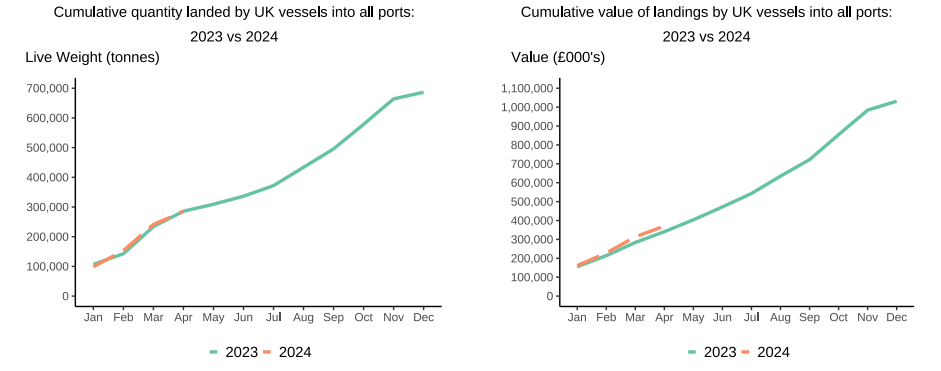 Cumulative quantity landed by UK vessels into all ports:
2023 vs 2024
Live Weight (tonnes)
700,000
600,000
500,000
400,000
300,000
200,000
100,000
0
Jan Feb Mar Apr May Jun Jul Aug Sep Oct Nov Dec
2023 2024
Cumulative value of landings by UK vessels into all ports:
2023 vs 2024
Value (£000's)
1,100,000
1,000,000
900,000
800,000
700,000
600,000
500,000
400,000
300,000
200,000
100,000
0
Jan Feb Mar Apr May Jun Jul Aug Sep Oct Nov Dec
2023 2024